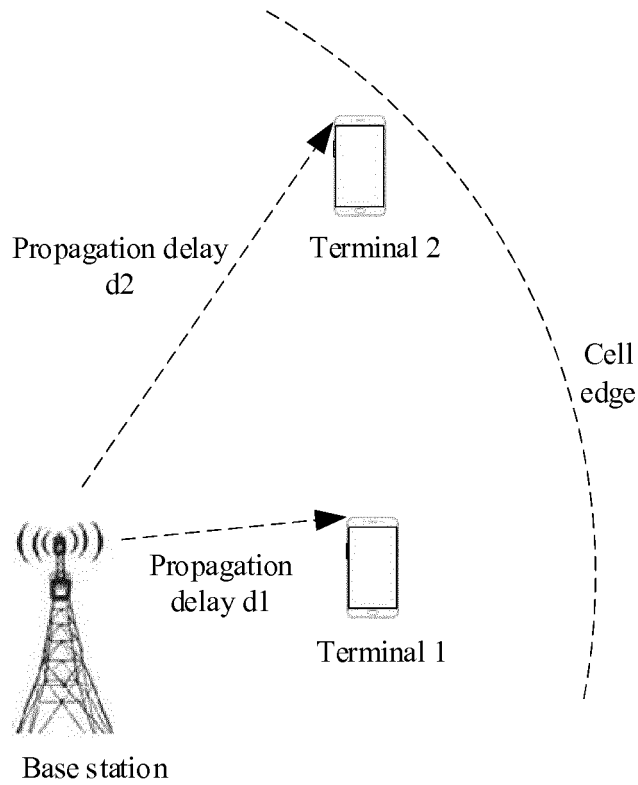 Propagation delay
d2
Terminal 2
Cell
edge
Propagation
delay d1
Terminal 1
Base station